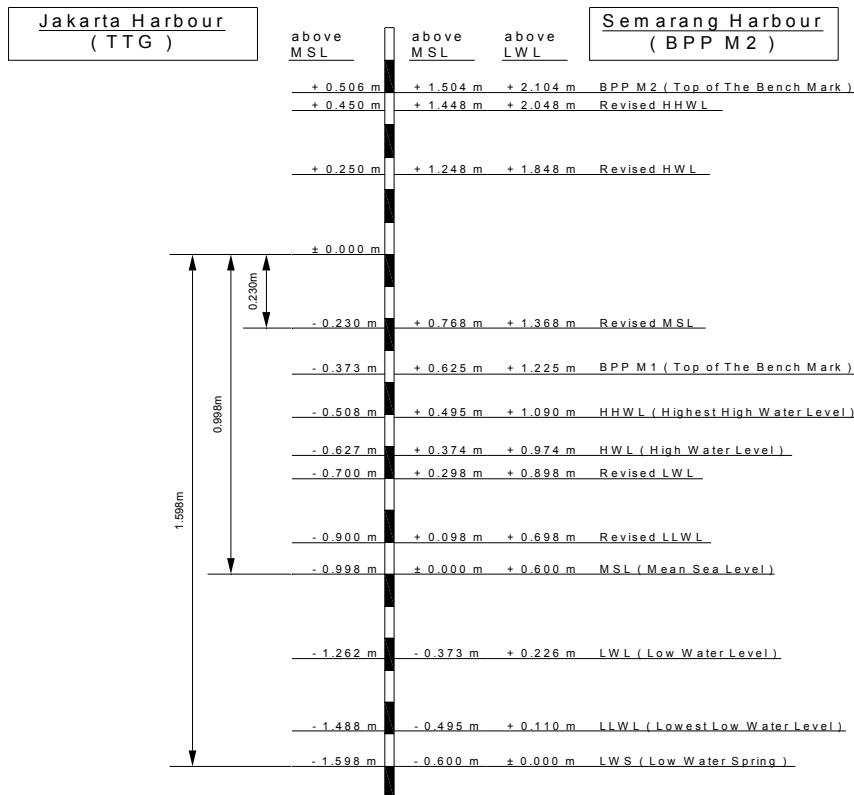 Jakarta Harbour
( TTG )
above
MSL
above
MSL
above
LWL
Semarang Harbour
( BPP M2 )
+ 0.506 m + 1.504 m + 2.104 m BPP M2 ( Top of The Bench Mark )
+ 0.450 m + 1.448 m + 2.048 m Revised HHWL
+ 0.250 m + 1.248 m + 1.848 m Revised HWL
± 0.000 m
0.230m
- 0.230 m + 0.768 m + 1.368 m Revised MSL
- 0.373 m + 0.625 m + 1.225 m BPP M1 ( Top of The Bench Mark )
0.998m
- 0.508 m + 0.495 m + 1.090 m HHWL ( Highest High Water Level )
- 0.627 m + 0.374 m + 0.974 m HWL ( High Water Level )
- 0.700 m + 0.298 m + 0.898 m Revised LWL
1.598m
- 0.900 m + 0.098 m + 0.698 m Revised LLWL
- 0.998 m ± 0.000 m + 0.600 m MSL ( Mean Sea Level )
- 1.262 m - 0.373 m + 0.226 m LWL ( Low Water Level )
- 1.488 m - 0.495 m + 0.110 m LLWL ( Lowest Low Water Level )
- 1.598 m - 0.600 m ± 0.000 m LWS ( Low Water Spring )